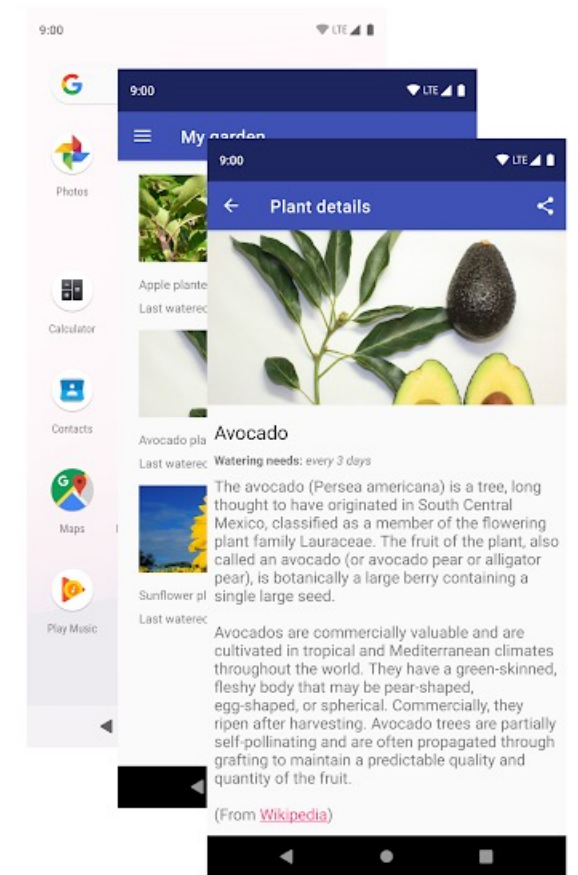 9:00
LTE
G
Photos
Calculator
Contacts
G
Maps
Play Music
9:00
LTE
My garden
Apple plante
Last watered
Avocado pla
Last watered
Sunflower pl
Last watered
9:00
LTE
Plant details
Avocado
Watering needs: every 3 days
The avocado (Persea americana) is a tree, long
thought to have originated in South Central
Mexico, classified as a member of the flowering
plant family Lauraceae. The fruit of the plant, also
called an avocado (or avocado pear or alligator
pear), is botanically a large berry containing a
single large seed.
Avocados are commercially valuable and are
cultivated in tropical and Mediterranean climates
throughout the world. They have a green-skinned,
fleshy body that may be pear-shaped,
egg-shaped, or spherical. Commercially, they
ripen after harvesting. Avocado trees are partially
self-pollinating and are often propagated through
grafting to maintain a predictable quality and
quantity of the fruit.
(From Wikipedia)